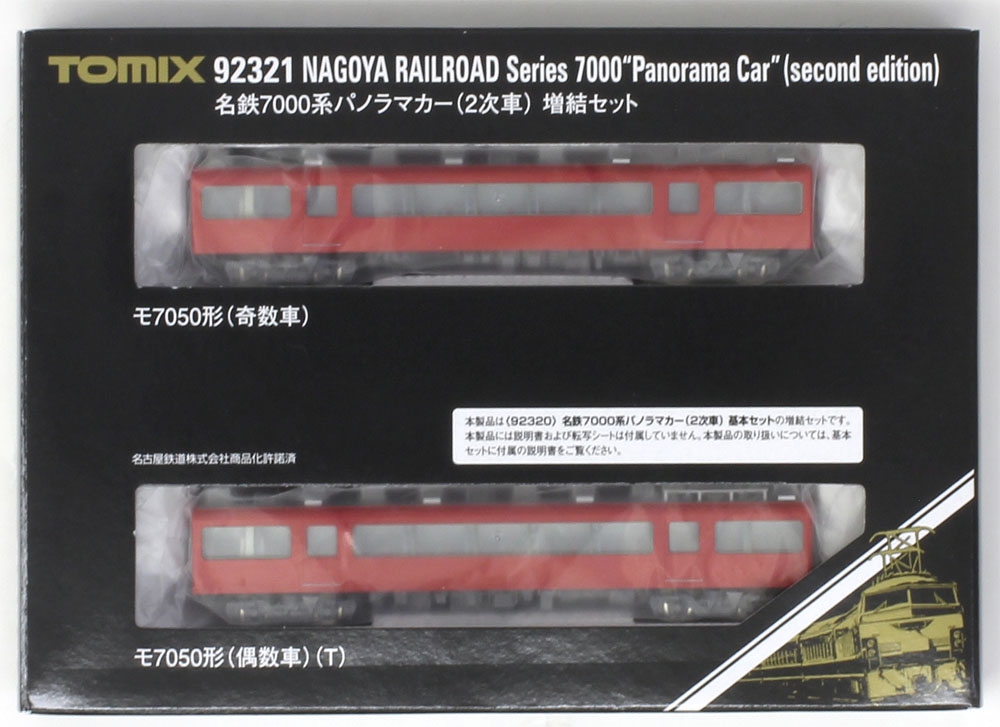 TOMIX 92321 NAGOYA RAILROAD Series 7000“Panorama Car”(second edition)
名鉄7000系パノラマカー(2次車) 増結セット
モ7050形(奇数車)
本製品は〈92320〉 名鉄7000系パノラマカー(2次車) 基本セットの増結セットです。
本製品には説明書および転写シートは付属していません。本製品の取り扱いについては、基本
セットに付属の説明書をご覧ください。
名古屋鉄道株式会社商品化許諾済
モ7050形(偶数車)(T)